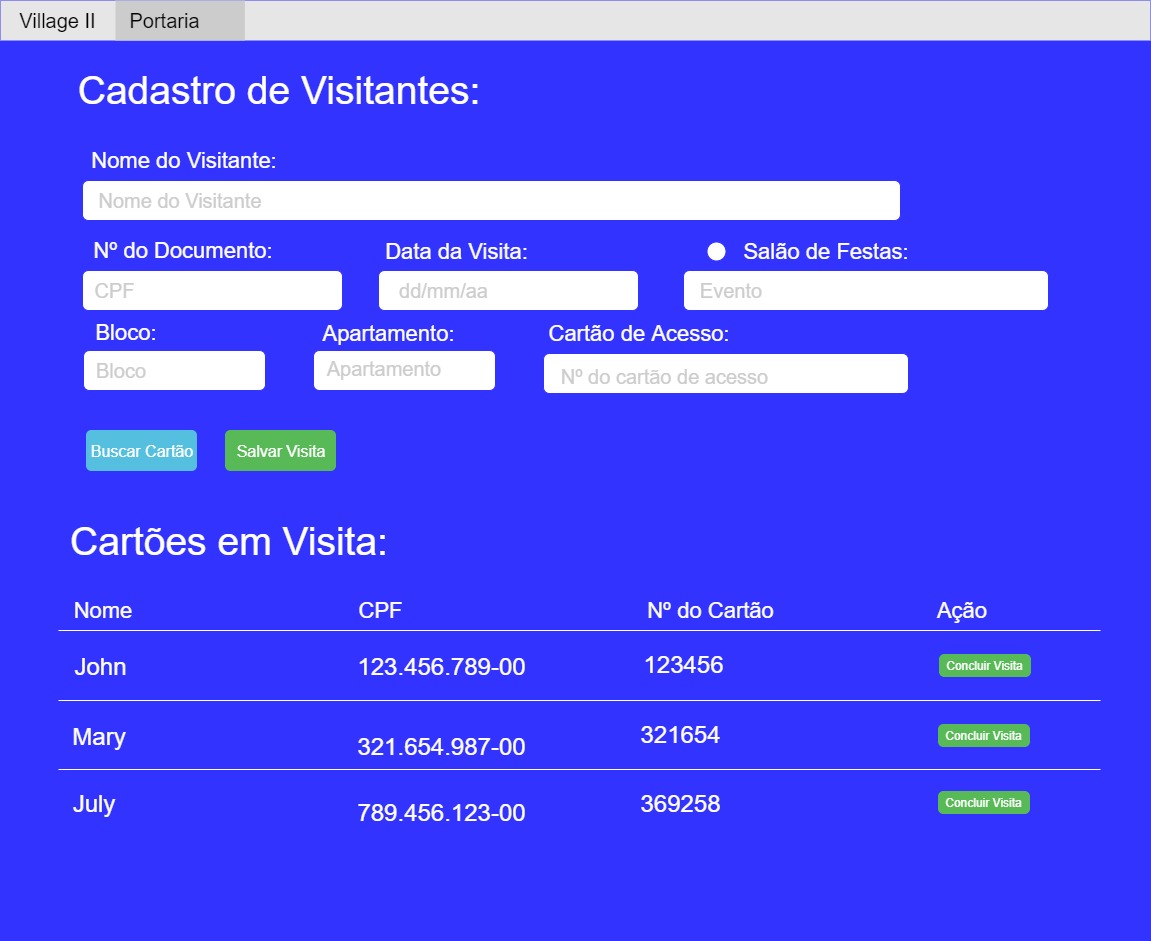 Village II Portaria
Cadastro de Visitantes:
Nome do Visitante:
Nome do Visitante
Nº do Documento: Data da Visita: Salão de Festas:
CPF dd/mm/aa Evento
Bloco: Apartamento: Cartão de Acesso:
Bloco Apartamento Nº do cartão de acesso
Buscar Cartão Salvar Visita
Cartões em Visita:
Nome CPF Nº do Cartão Ação
John 123.456.789-00 123456 Concluir Visita
Mary 321.654.987-00 321654 Concluir Visita
July 789.456.123-00 369258 Concluir Visita